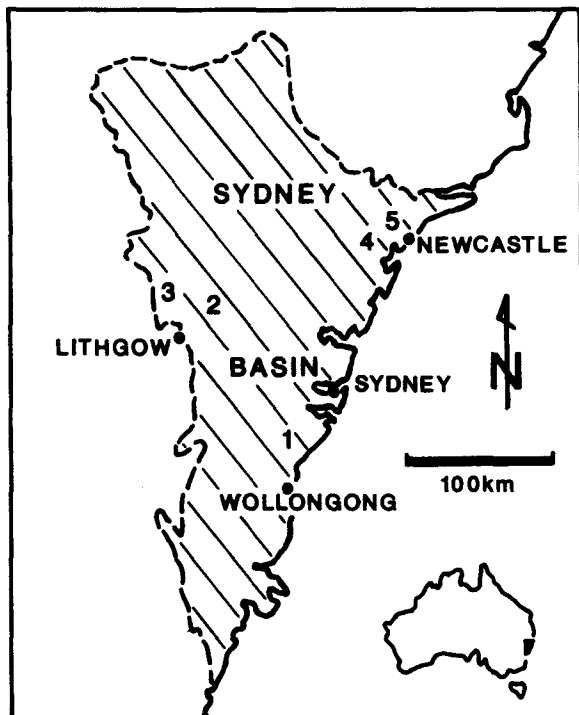 SYDNEY
5
4
NEWCASTLE
3
2
LITHGOW
BASIN
SYDNEY
N
1
100km
WOLLONGONG